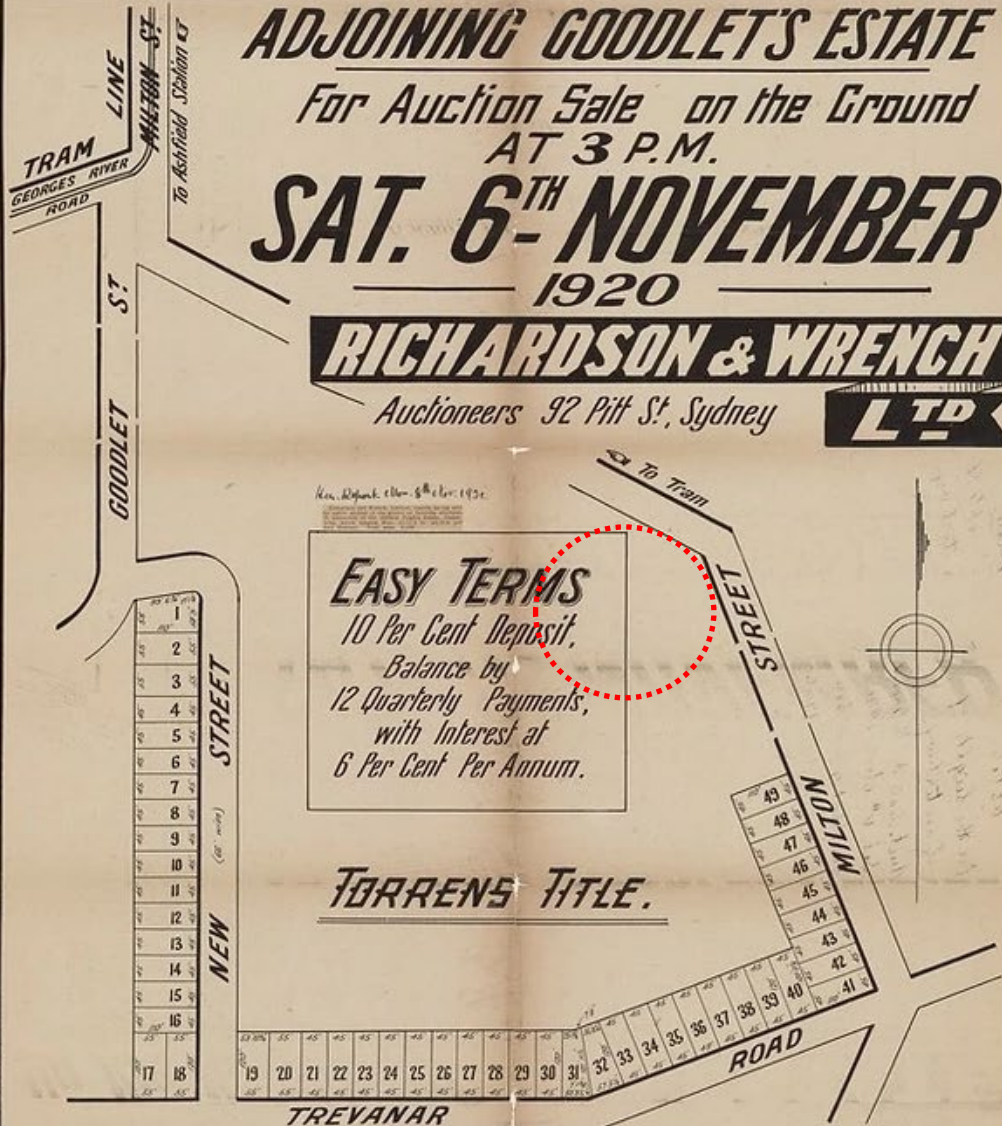 ADJOINING GOODLET'S ESTATE
For Auction Sale on the Ground
AT 3 P.M.
SAT. 6TH NOVEMBER
1920
RICHARDSON & WRENCH
LTD
Auctioneers 92 Pitt St, Sydney
TRAM LINE
MILTON ST
To Ashfield Station
GEORGES RIVER
ROAD
GOODLET ST
To Tram
EASY TERMS
10 Per Cent Deposit,
Balance by
12 Quarterly Payments,
with Interest at
6 Per Cent Per Annum.
MILTON STREET
NEW STREET
TORRENS TITLE.
1
2
3
4
5
6
7
8
9
10
11
12
13
14
15
16
17 18
19 20 21 22 23 24 25 26 27 28 29 30 31
32 33 34 35 36 37 38 39 40
41
42
43
44
45
46
47
48
49
TREVANAR ROAD